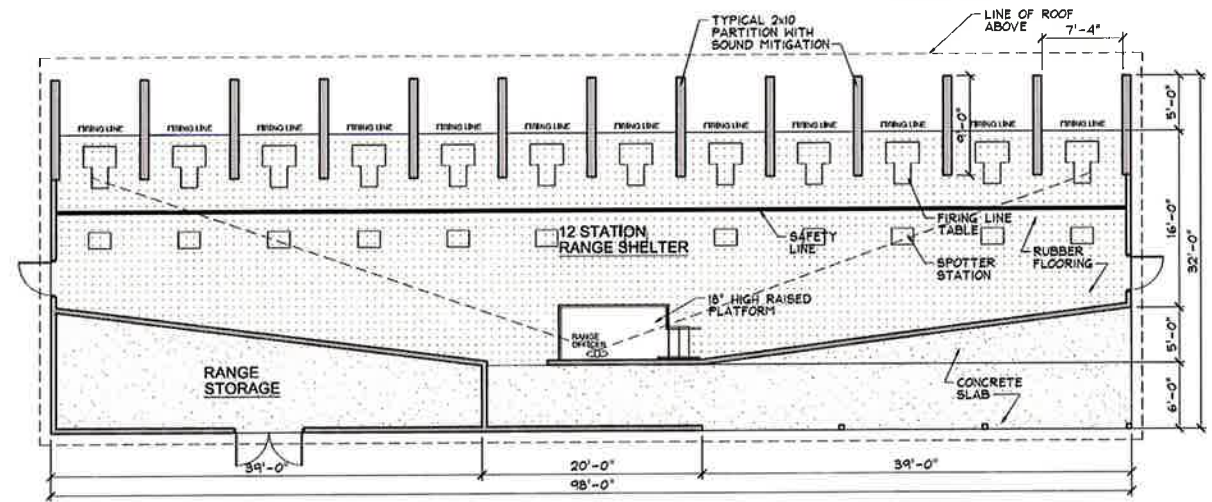 TYPICAL 2x10
PARTITION WITH
SOUND MITIGATION
LINE OF ROOF
ABOVE
7'-4"
FIRING LINE
FIRING LINE
FIRING LINE
FIRING LINE
FIRING LINE
FIRING LINE
FIRING LINE
FIRING LINE
FIRING LINE
FIRING LINE
FIRING LINE
FIRING LINE
9'-0"
5'-0"
16'-0"
32'-0"
5'-0"
6'-0"
12 STATION
RANGE SHELTER
SAFETY
LINE
FIRING LINE
TABLE
SPOTTER
STATION
RUBBER
FLOORING
18" HIGH RAISED
PLATFORM
RANGE
OFFICER
RANGE
STORAGE
CONCRETE
SLAB
39'-0"
20'-0"
39'-0"
98'-0"